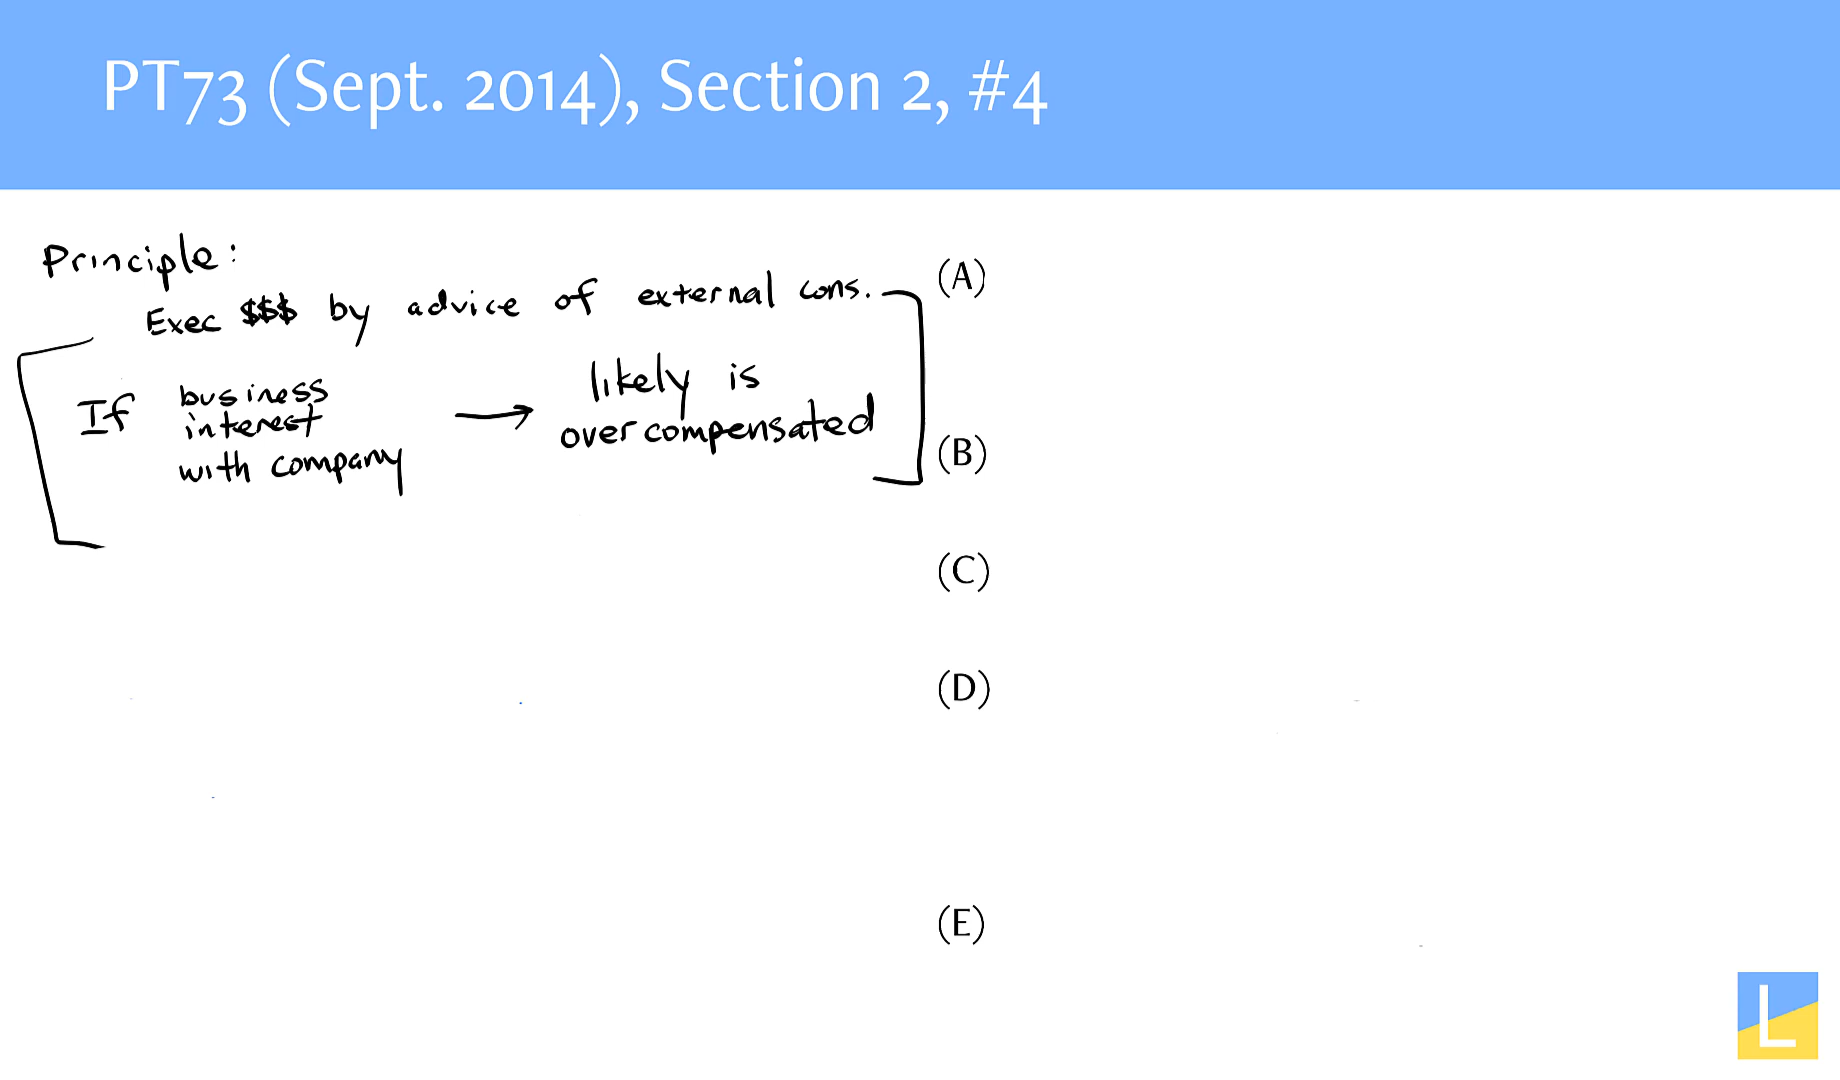 PT73 (Sept. 2014), Section 2, #4
Principle:
Exec $$$ by advice of external cons.
If business interest with company → likely is overcompensated
(A)
(B)
(C)
(D)
(E)
L